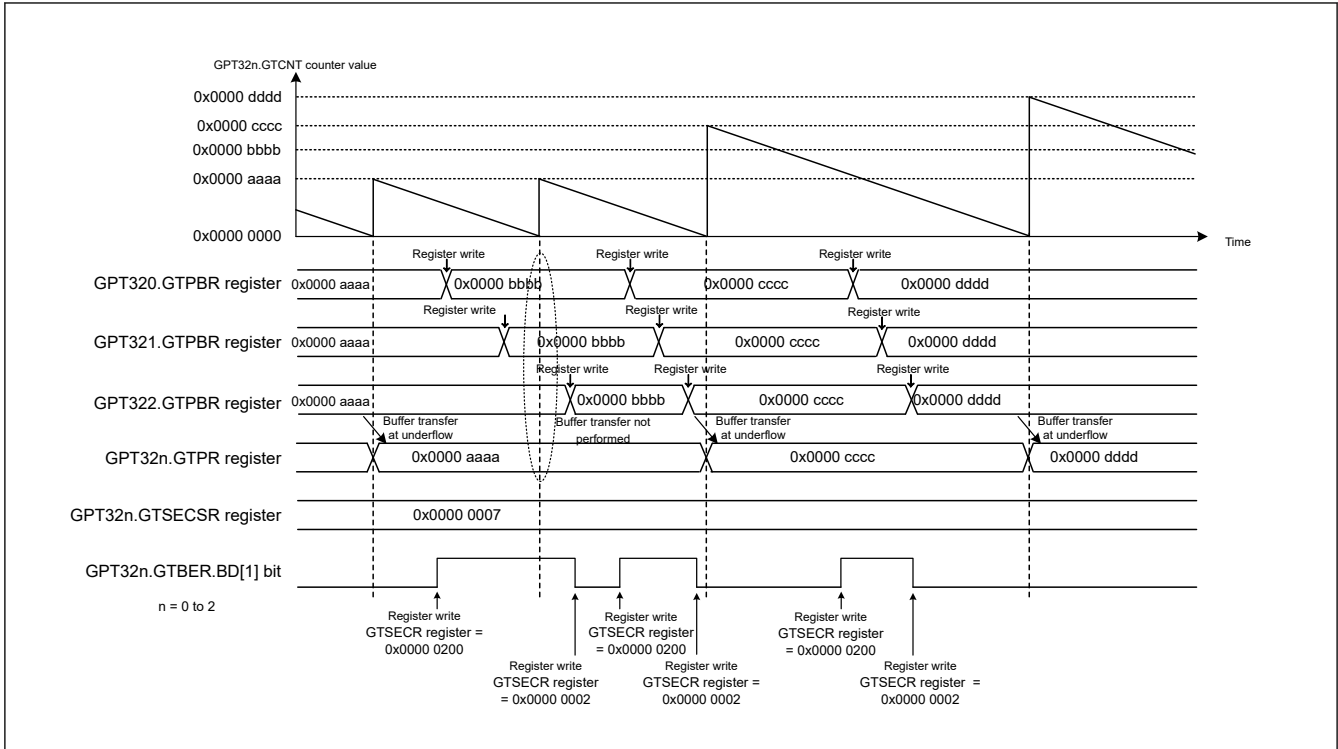 GPT32n.GTCNT counter value
0x0000 dddd
0x0000 cccc
0x0000 bbbb
0x0000 aaaa
0x0000 0000
Time
Register write Register write Register write
GPT320.GTPBR register 0x0000 aaaa 0x0000 bbbb 0x0000 cccc 0x0000 dddd
Register write Register write Register write
GPT321.GTPBR register 0x0000 aaaa 0x0000 bbbb 0x0000 cccc 0x0000 dddd
Register write Register write Register write
GPT322.GTPBR register 0x0000 aaaa 0x0000 bbbb 0x0000 cccc 0x0000 dddd
Buffer transfer Buffer transfer not Buffer transfer Buffer transfer
at underflow performed at underflow at underflow
GPT32n.GTPR register 0x0000 aaaa 0x0000 cccc 0x0000 dddd
GPT32n.GTSECSR register 0x0000 0007
GPT32n.GTBER.BD[1] bit
n = 0 to 2
Register write Register write Register write
GTSECR register = GTSECR register GTSECR register
0x0000 0200 = 0x0000 0200 = 0x0000 0200
Register write Register write Register write
GTSECR register GTSECR register = GTSECR register =
= 0x0000 0002 0x0000 0002 0x0000 0002